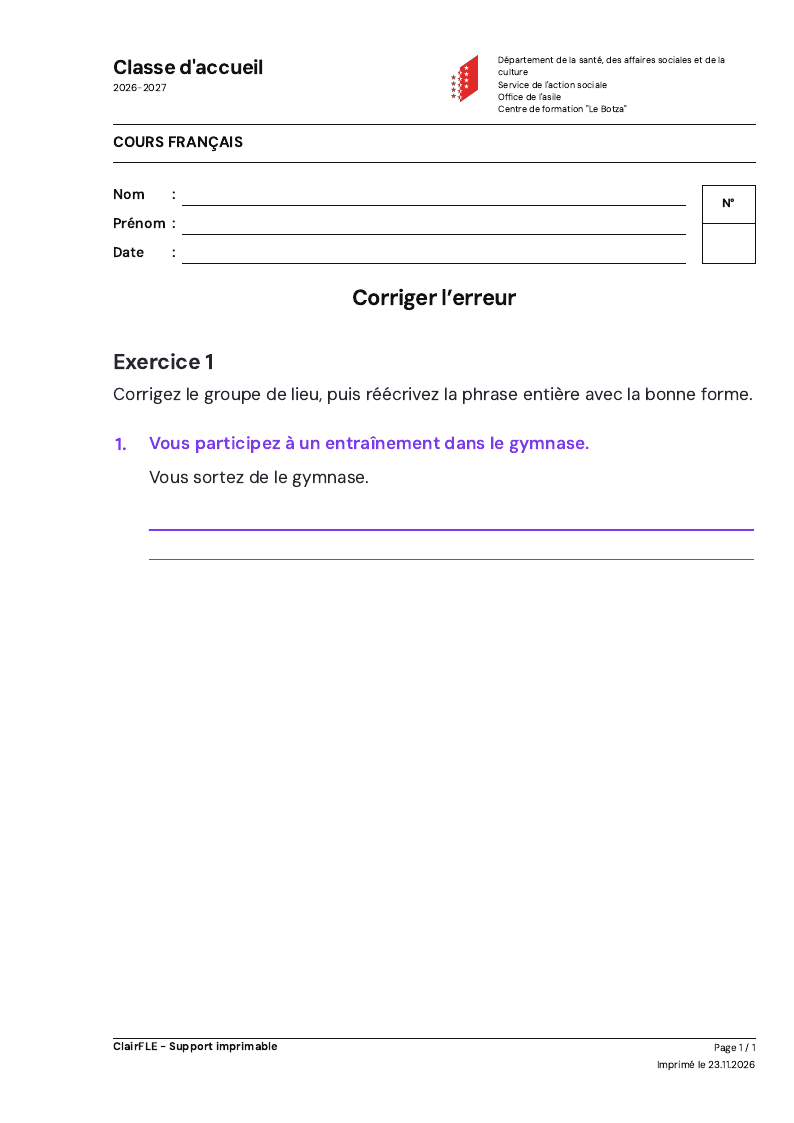 Classe d'accueil
2026-2027
Département de la santé, des affaires sociales et de la
culture
Service de l'action sociale
Office de l'asile
Centre de formation "Le Botza"
COURS FRANÇAIS
Nom :
Prénom :
Date :
N°
Corriger l’erreur
Exercice 1
Corrigez le groupe de lieu, puis réécrivez la phrase entière avec la bonne forme.
1. Vous participez à un entraînement dans le gymnase.
Vous sortez de le gymnase.
ClairFLE - Support imprimable
Page 1 / 1
Imprimé le 23.11.2026